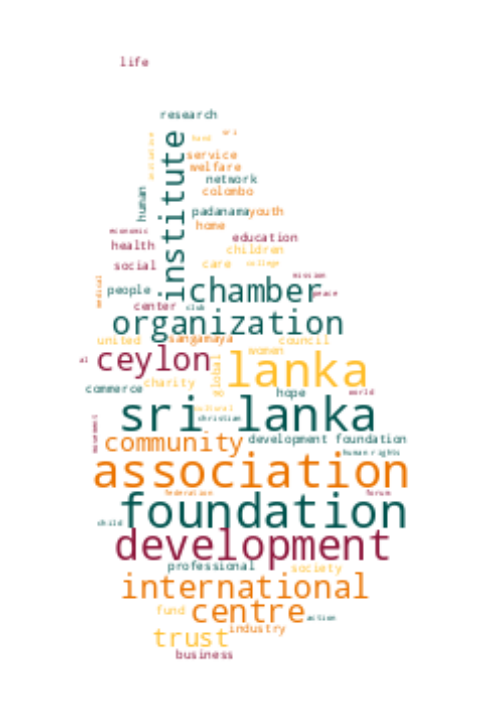 life
research
sri
hand
initiative
institute
service
welfare
network
human
colombo
padanama
youth
home
economic
education
health
children
social
care
college
mission
medical
people
chamber
peace
center
club
organization
united
sangamaya
council
women
al
ceylon
lanka
charity
global
commerce
hope
world
sri lanka
cultural
christian
movement
community
development foundation
human rights
association
federation
forum
child
foundation
development
professional
society
international
fund
centre
action
trust
industry
business